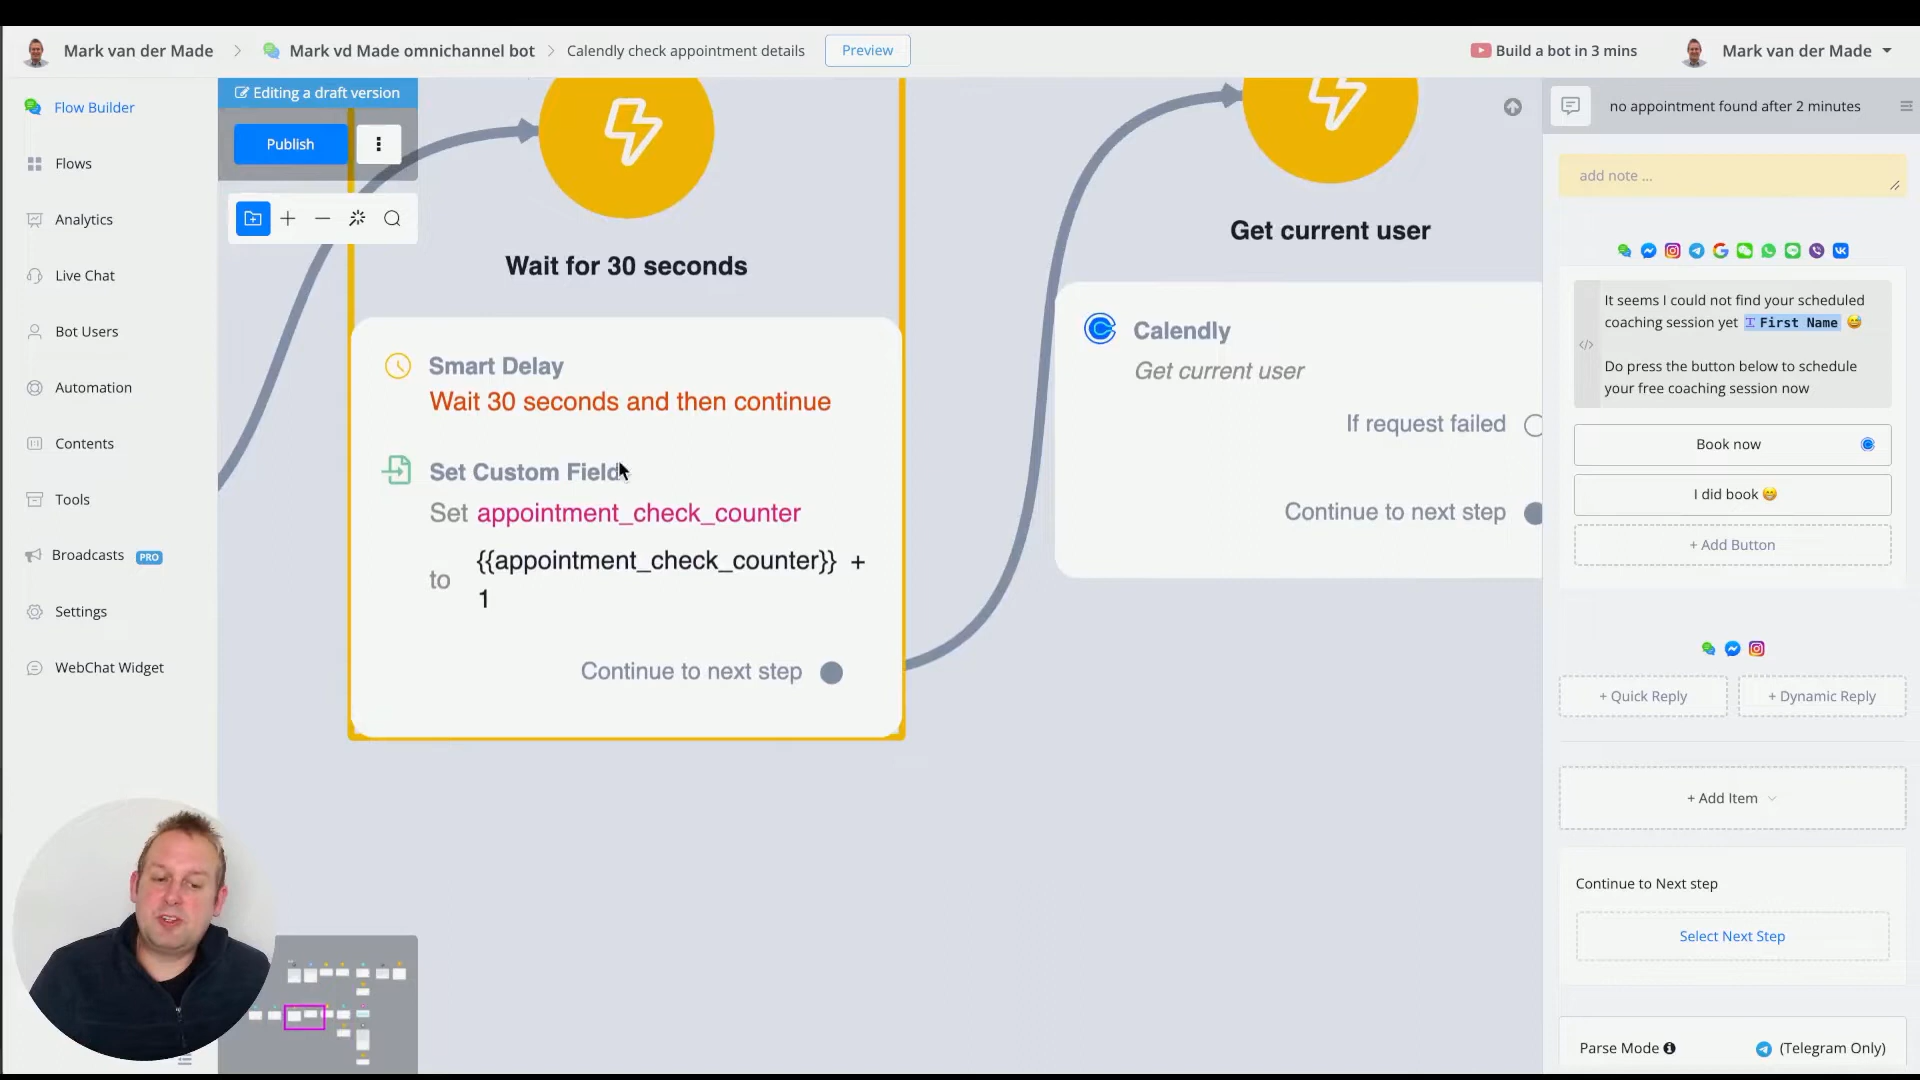 Mark van der Made
Mark vd Made omnichannel bot
Calendly check appointment details
Preview
Build a bot in 3 mins
Mark van der Made
Flow Builder
Flows
Analytics
Live Chat
Bot Users
Automation
Contents
Tools
Broadcasts PRO
Settings
WebChat Widget
Editing a draft version
Publish
Wait for 30 seconds
Smart Delay
Wait 30 seconds and then continue
Set Custom Field
Set appointment_check_counter
to {{appointment_check_counter}} +
1
Continue to next step
Get current user
Calendly
Get current user
If request failed
Continue to next step
no appointment found after 2 minutes
add note ...
It seems I could not find your scheduled
coaching session yet First Name 😅
Do press the button below to schedule
your free coaching session now
Book now
I did book 😁
+ Add Button
+ Quick Reply
+ Dynamic Reply
+ Add Item
Continue to Next step
Select Next Step
Parse Mode
(Telegram Only)